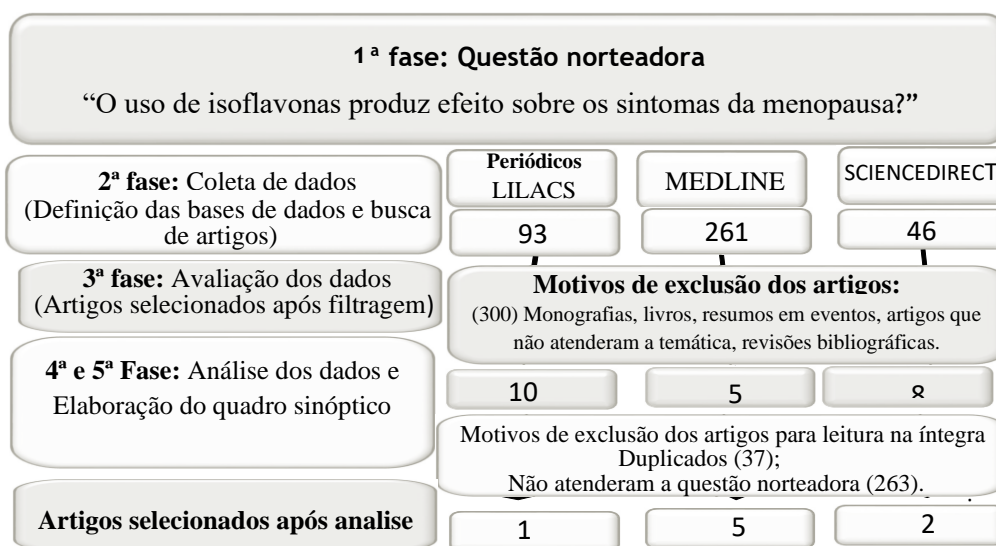 1ª fase: Questão norteadora
“O uso de isoflavonas produz efeito sobre os sintomas da menopausa?”
2ª fase: Coleta de dados
(Definição das bases de dados e busca
de artigos)
Periódicos
LILACS
MEDLINE
SCIENCEDIRECT
93
261
46
3ª fase: Avaliação dos dados
(Artigos selecionados após filtragem)
Motivos de exclusão dos artigos:
(300) Monografias, livros, resumos em eventos, artigos que
não atenderam a temática, revisões bibliográficas.
4ª e 5ª Fase: Análise dos dados e
Elaboração do quadro sinóptico
10
5
8
Motivos de exclusão dos artigos para leitura na íntegra
Duplicados (37);
Não atenderam a questão norteadora (263).
Artigos selecionados após analise
1
5
2